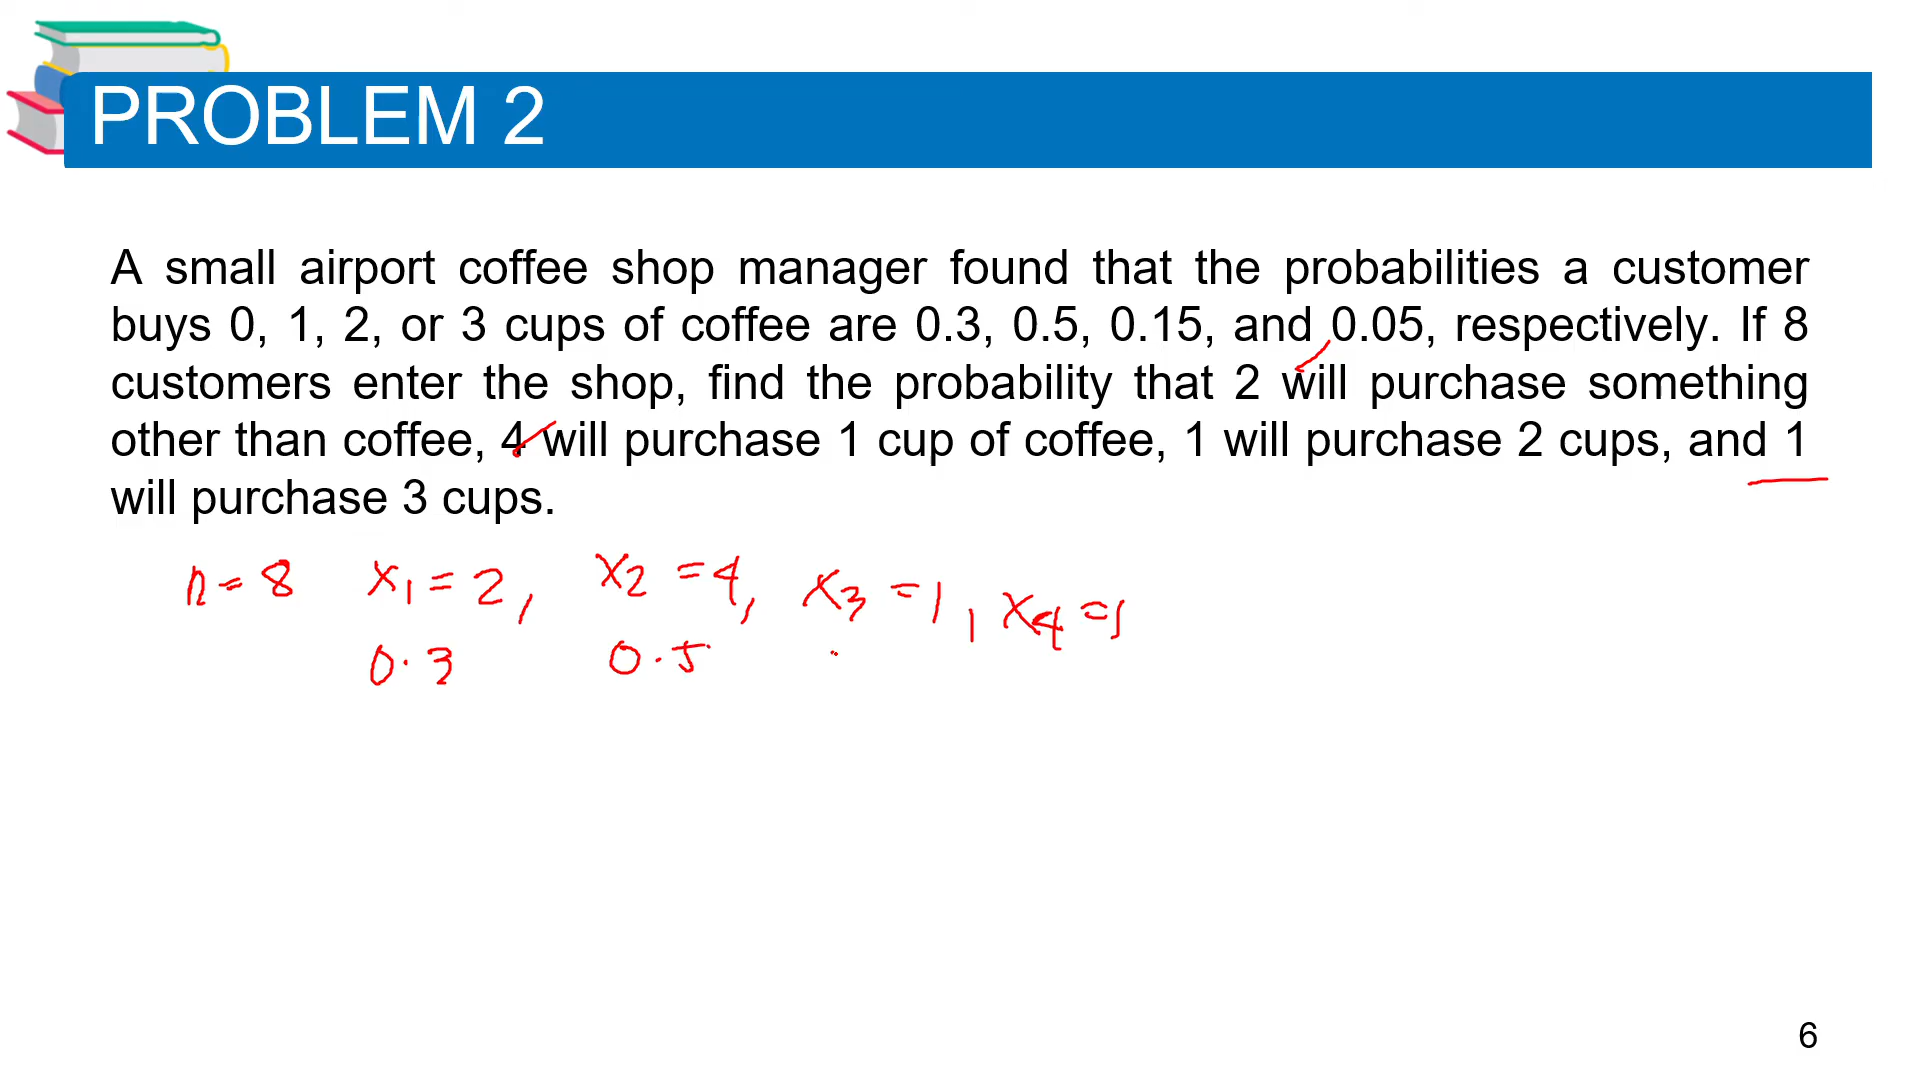 PROBLEM 2
A small airport coffee shop manager found that the probabilities a customer
buys 0, 1, 2, or 3 cups of coffee are 0.3, 0.5, 0.15, and 0.05, respectively. If 8
customers enter the shop, find the probability that 2 will purchase something
other than coffee, 4 will purchase 1 cup of coffee, 1 will purchase 2 cups, and 1
will purchase 3 cups.
n = 8 x1 = 2, x2 = 4, x3 = 1, x4 = 1
0.3 0.5
6